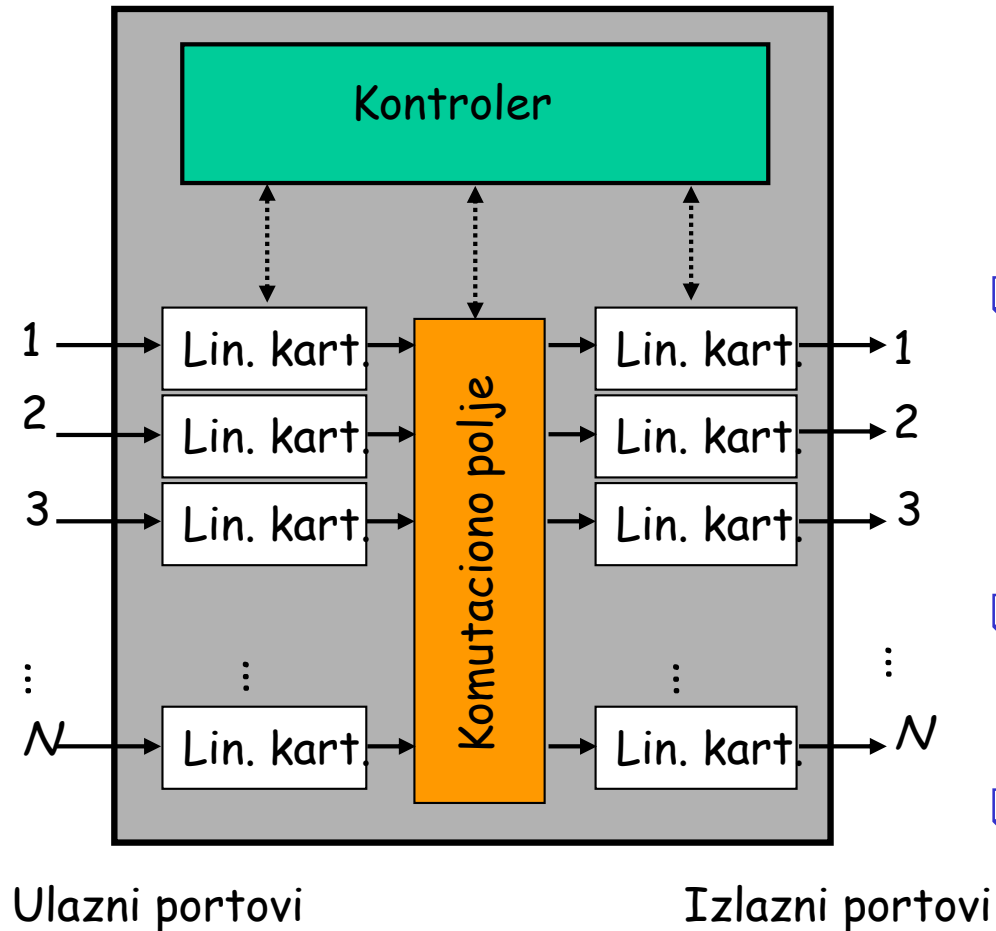 Kontroler
1 Lin. kart. Lin. kart. 1
2 Lin. kart. Lin. kart. 2
3 Lin. kart. Lin. kart. 3
Komutaciono polje
... ... ... ...
N Lin. kart. Lin. kart. N
Ulazni portovi Izlazni portovi